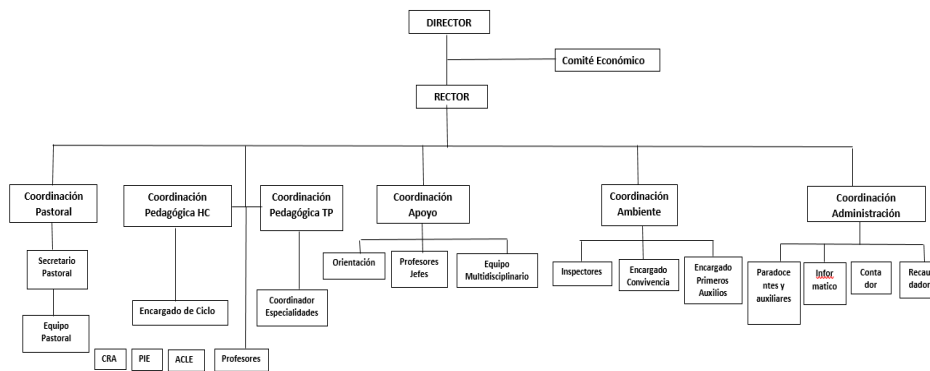 DIRECTOR
Comité Económico
RECTOR
Coordinación
Pastoral
Coordinación
Pedagógica HC
Coordinación
Pedagógica TP
Coordinación
Apoyo
Coordinación
Ambiente
Coordinación
Administración
Secretario
Pastoral
Equipo
Pastoral
Encargado de Ciclo
Coordinador
Especialidades
Orientación
Profesores
Jefes
Equipo
Multidisciplinario
Inspectores
Encargado
Convivencia
Encargado
Primeros
Auxilios
Paradoce
ntes y
auxiliares
Infor
matico
Conta
dor
Recau
dador
CRA
PIE
ACLE
Profesores